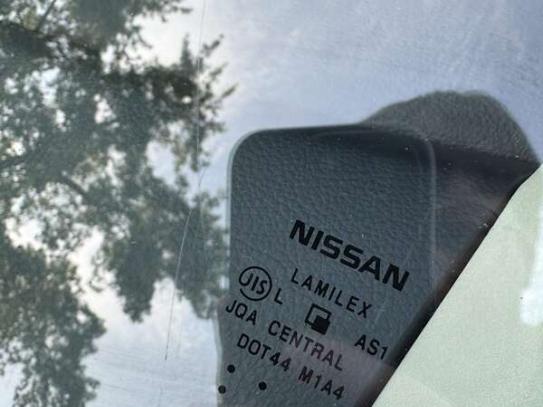 NISSAN
LAMILEX
JIS L AS1
JQA CENTRAL
DOT44 M1A4